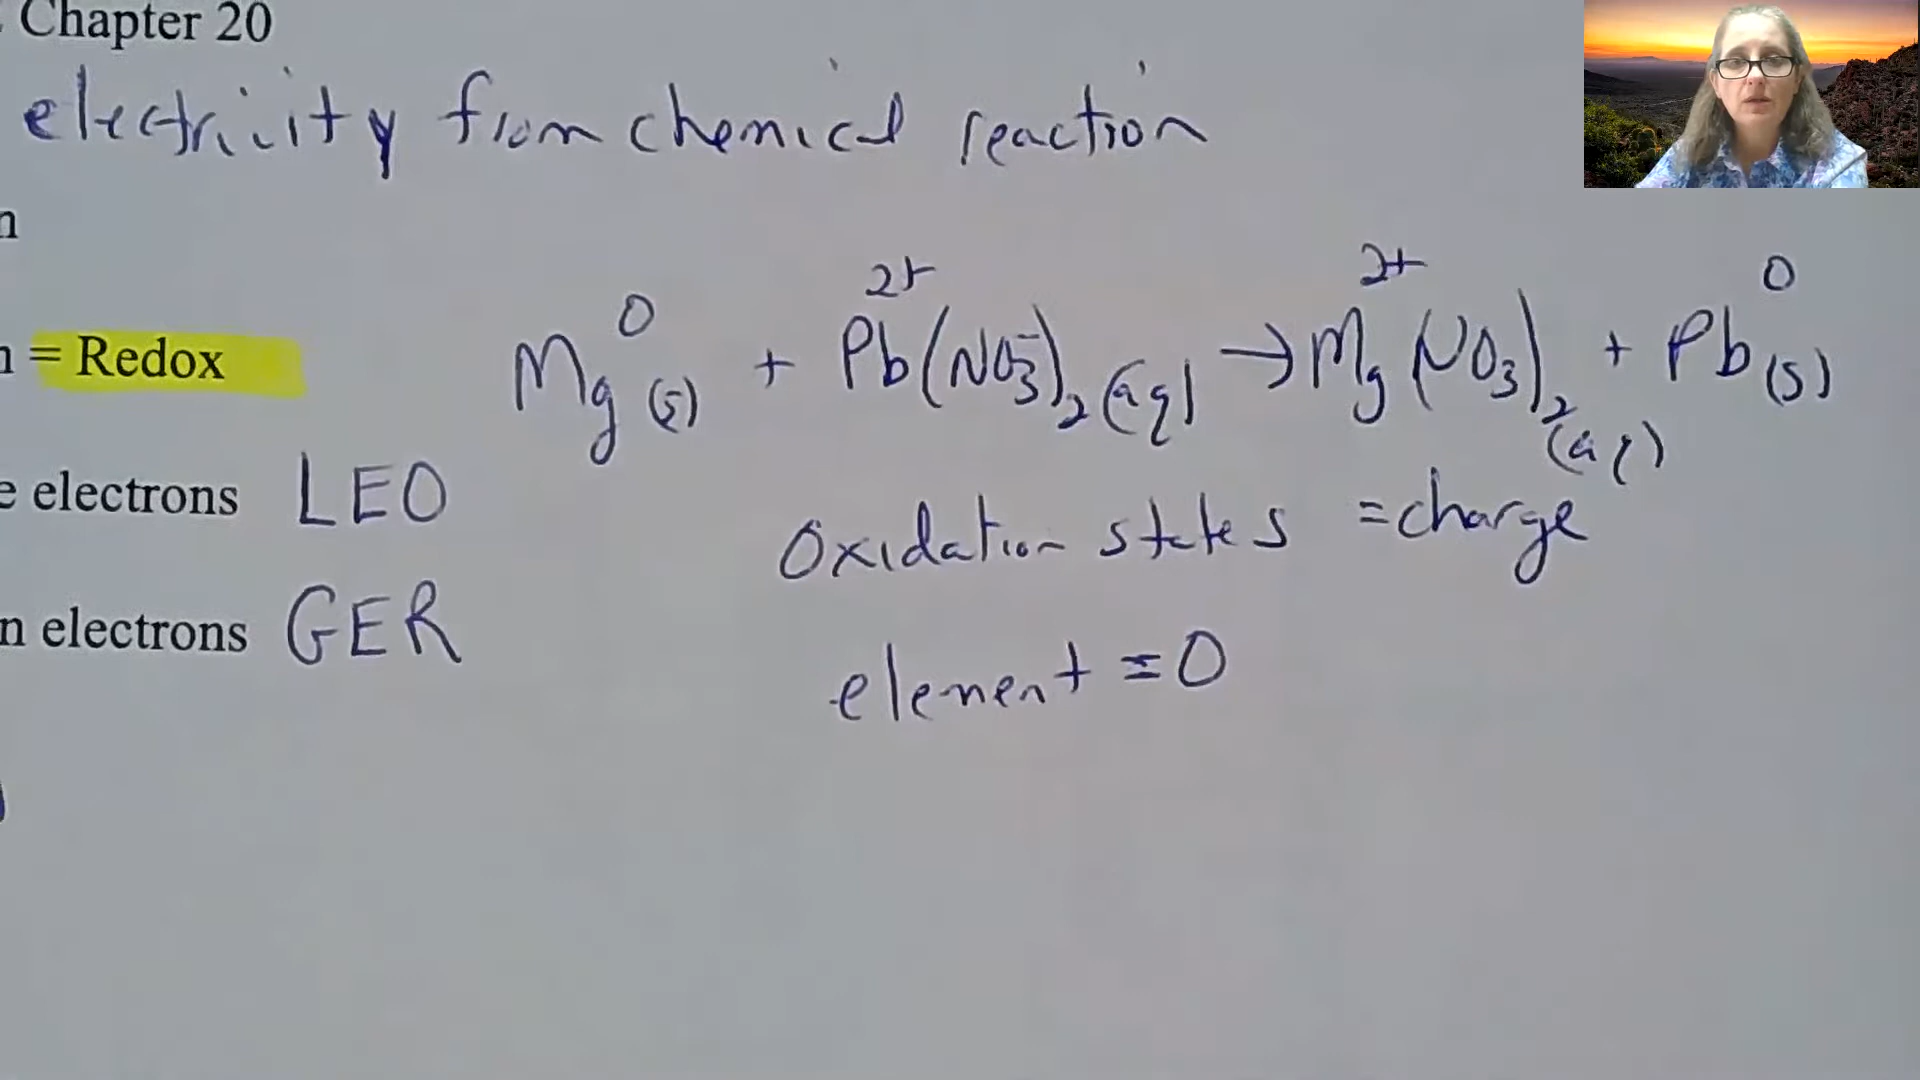 Chapter 20
electricity from chemical reaction
n
0 2+ 2+ 0
n = Redox
Mg (s) + Pb(NO3⁻)2 (aq) → Mg(NO3)2 (aq) + Pb (s)
e electrons LEO
Oxidation states = charge
n electrons GER
element = 0